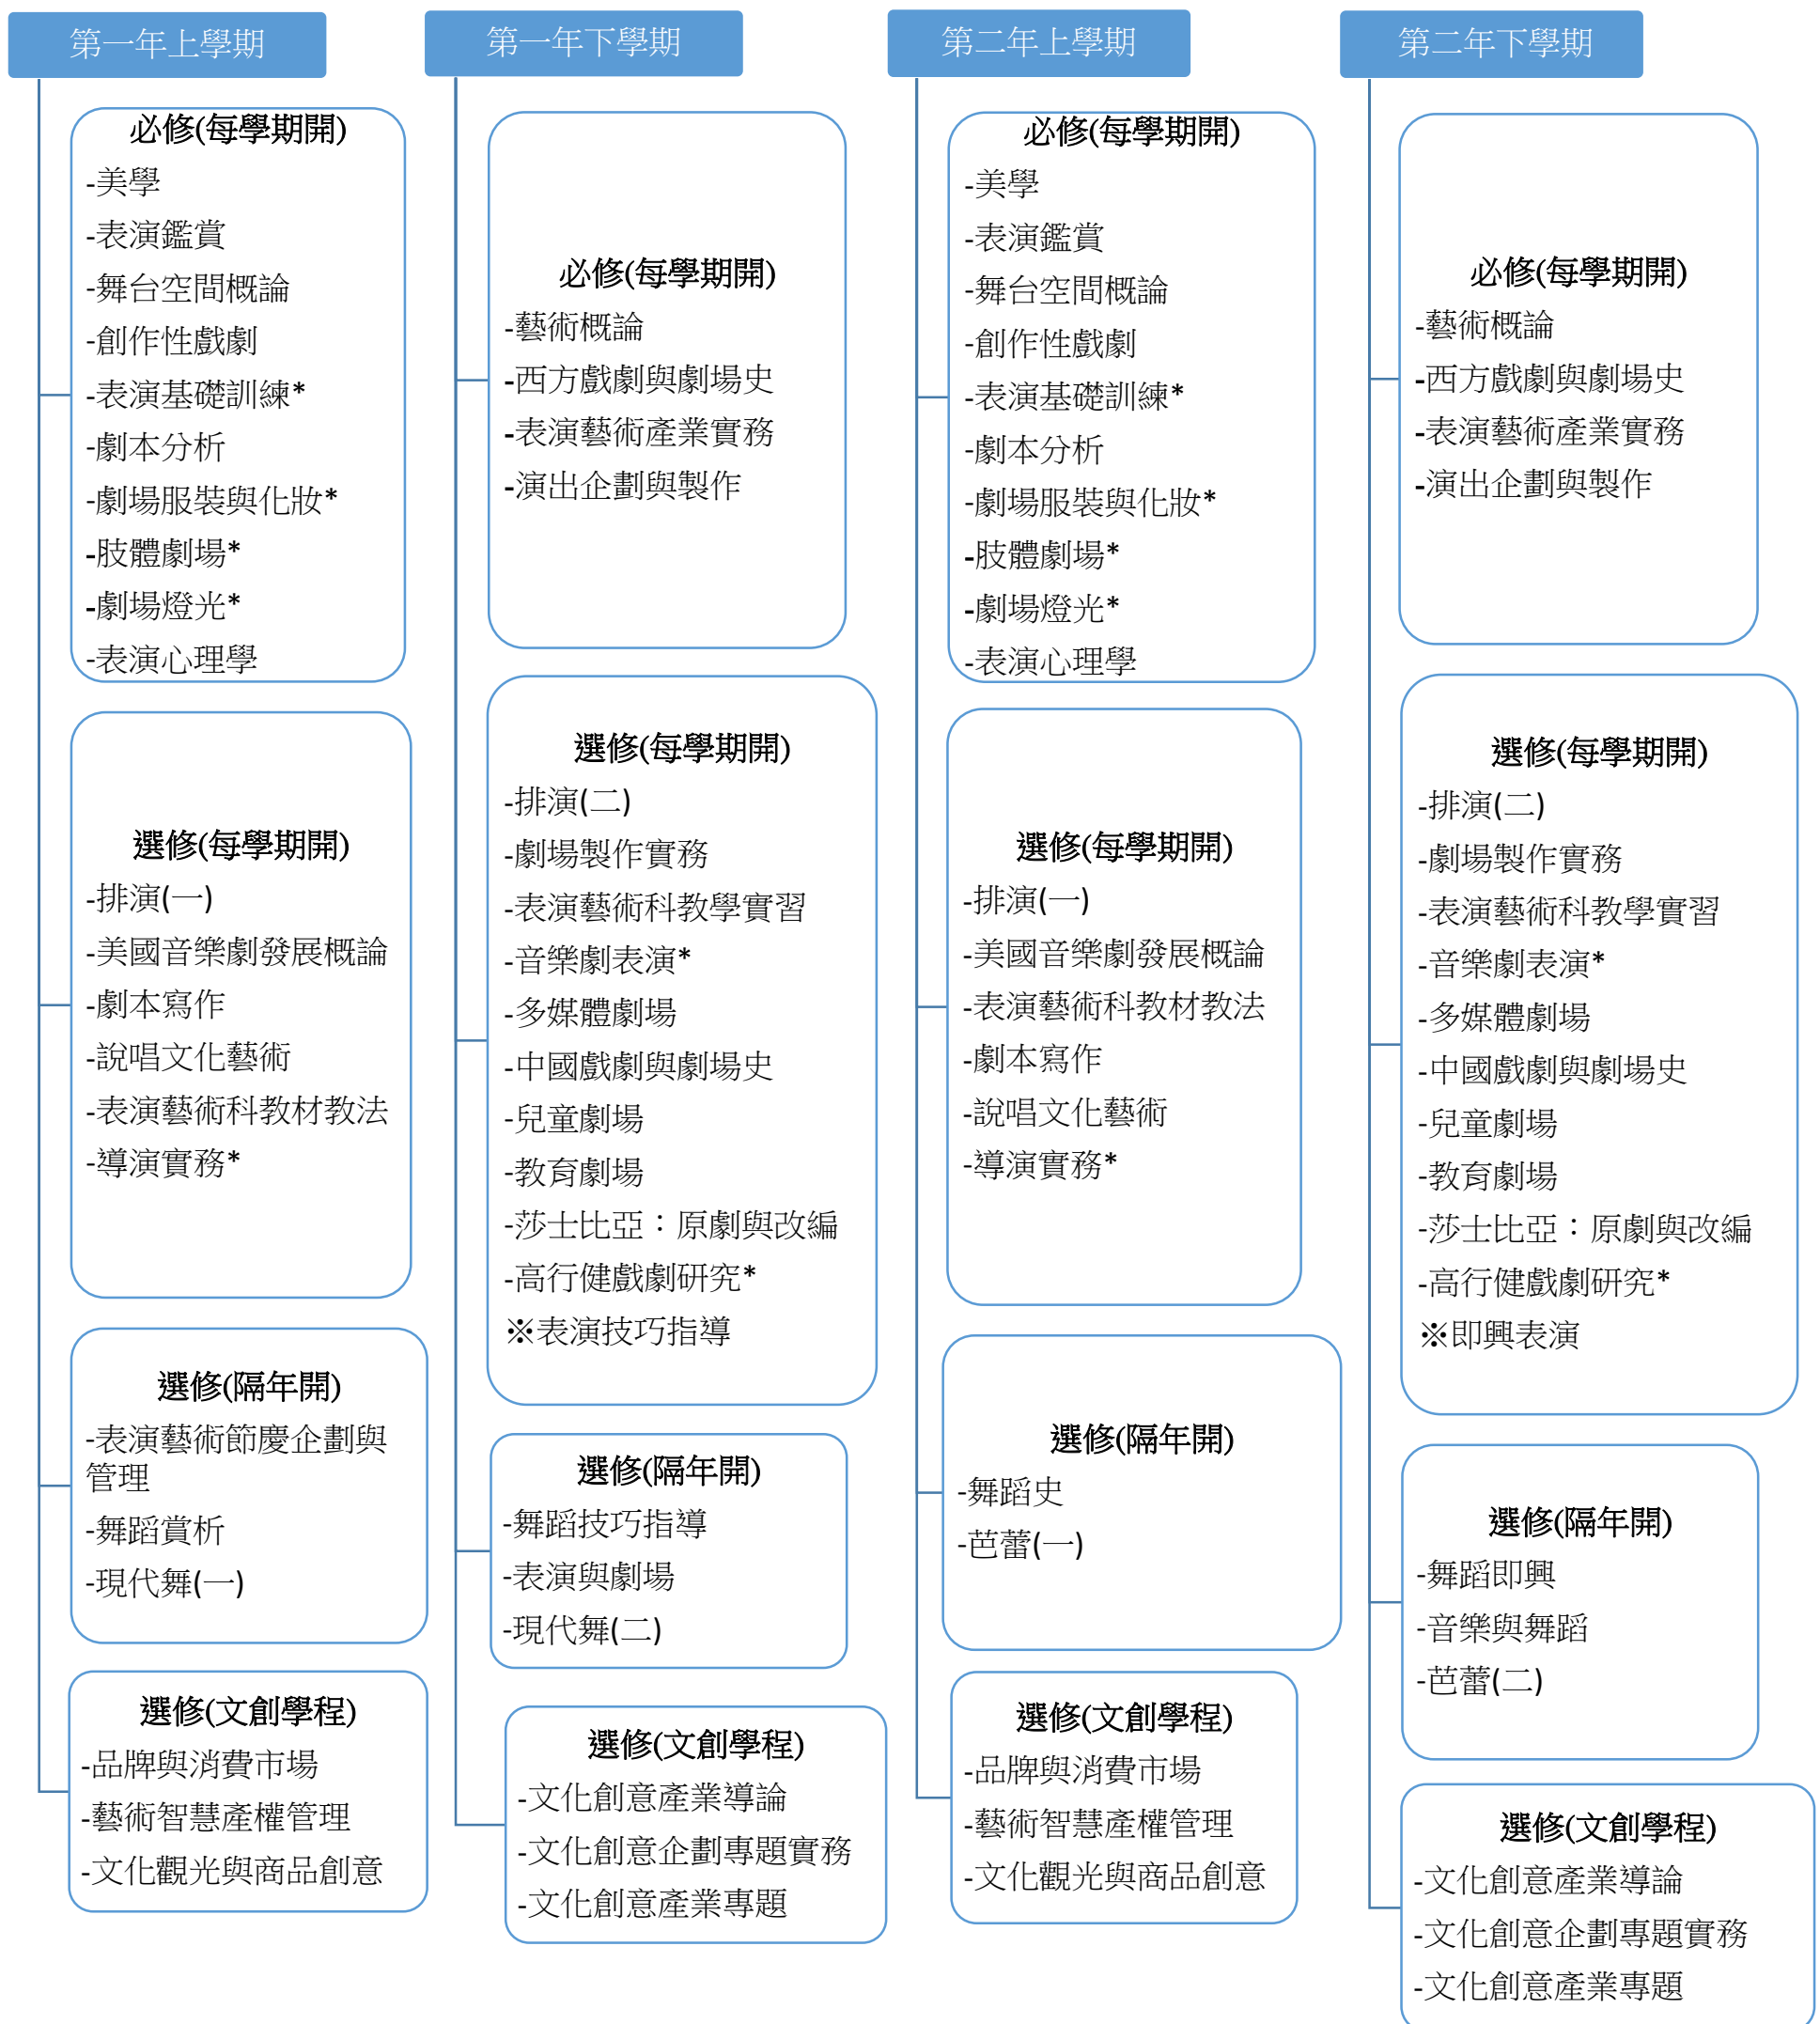 第一年上學期
必修(每學期開)
-美學
-表演鑑賞
-舞台空間概論
-創作性戲劇
-表演基礎訓練*
-劇本分析
-劇場服裝與化妝*
-肢體劇場*
-劇場燈光*
-表演心理學
選修(每學期開)
-排演(一)
-美國音樂劇發展概論
-劇本寫作
-說唱文化藝術
-表演藝術科教材教法
-導演實務*
選修(隔年開)
-表演藝術節慶企劃與
管理
-舞蹈賞析
-現代舞(一)
選修(文創學程)
-品牌與消費市場
-藝術智慧產權管理
-文化觀光與商品創意
第一年下學期
必修(每學期開)
-藝術概論
-西方戲劇與劇場史
-表演藝術產業實務
-演出企劃與製作
選修(每學期開)
-排演(二)
-劇場製作實務
-表演藝術科教學實習
-音樂劇表演*
-多媒體劇場
-中國戲劇與劇場史
-兒童劇場
-教育劇場
-莎士比亞：原劇與改編
-高行健戲劇研究*
※表演技巧指導
選修(隔年開)
-舞蹈技巧指導
-表演與劇場
-現代舞(二)
選修(文創學程)
-文化創意產業導論
-文化創意企劃專題實務
-文化創意產業專題
第二年上學期
必修(每學期開)
-美學
-表演鑑賞
-舞台空間概論
-創作性戲劇
-表演基礎訓練*
-劇本分析
-劇場服裝與化妝*
-肢體劇場*
-劇場燈光*
-表演心理學
選修(每學期開)
-排演(一)
-美國音樂劇發展概論
-表演藝術科教材教法
-劇本寫作
-說唱文化藝術
-導演實務*
選修(隔年開)
-舞蹈史
-芭蕾(一)
選修(文創學程)
-品牌與消費市場
-藝術智慧產權管理
-文化觀光與商品創意
第二年下學期
必修(每學期開)
-藝術概論
-西方戲劇與劇場史
-表演藝術產業實務
-演出企劃與製作
選修(每學期開)
-排演(二)
-劇場製作實務
-表演藝術科教學實習
-音樂劇表演*
-多媒體劇場
-中國戲劇與劇場史
-兒童劇場
-教育劇場
-莎士比亞：原劇與改編
-高行健戲劇研究*
※即興表演
選修(隔年開)
-舞蹈即興
-音樂與舞蹈
-芭蕾(二)
選修(文創學程)
-文化創意產業導論
-文化創意企劃專題實務
-文化創意產業專題